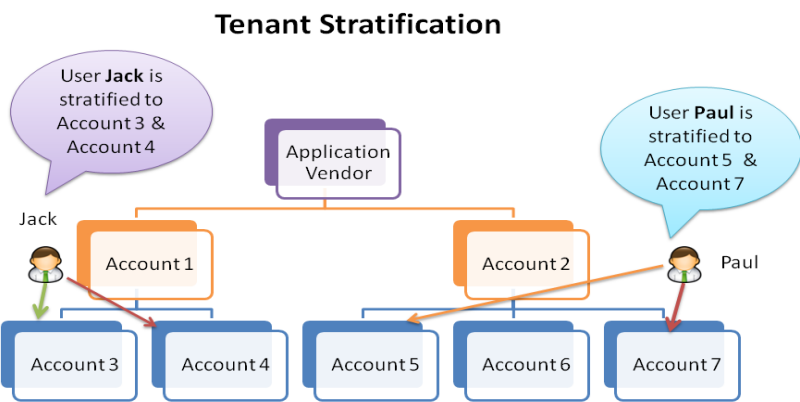 Tenant Stratification
User Jack is
stratified to
Account 3 &
Account 4
User Paul is
stratified to
Account 5 &
Account 7
Application
Vendor
Jack
Account 1
Account 2
Paul
Account 3
Account 4
Account 5
Account 6
Account 7